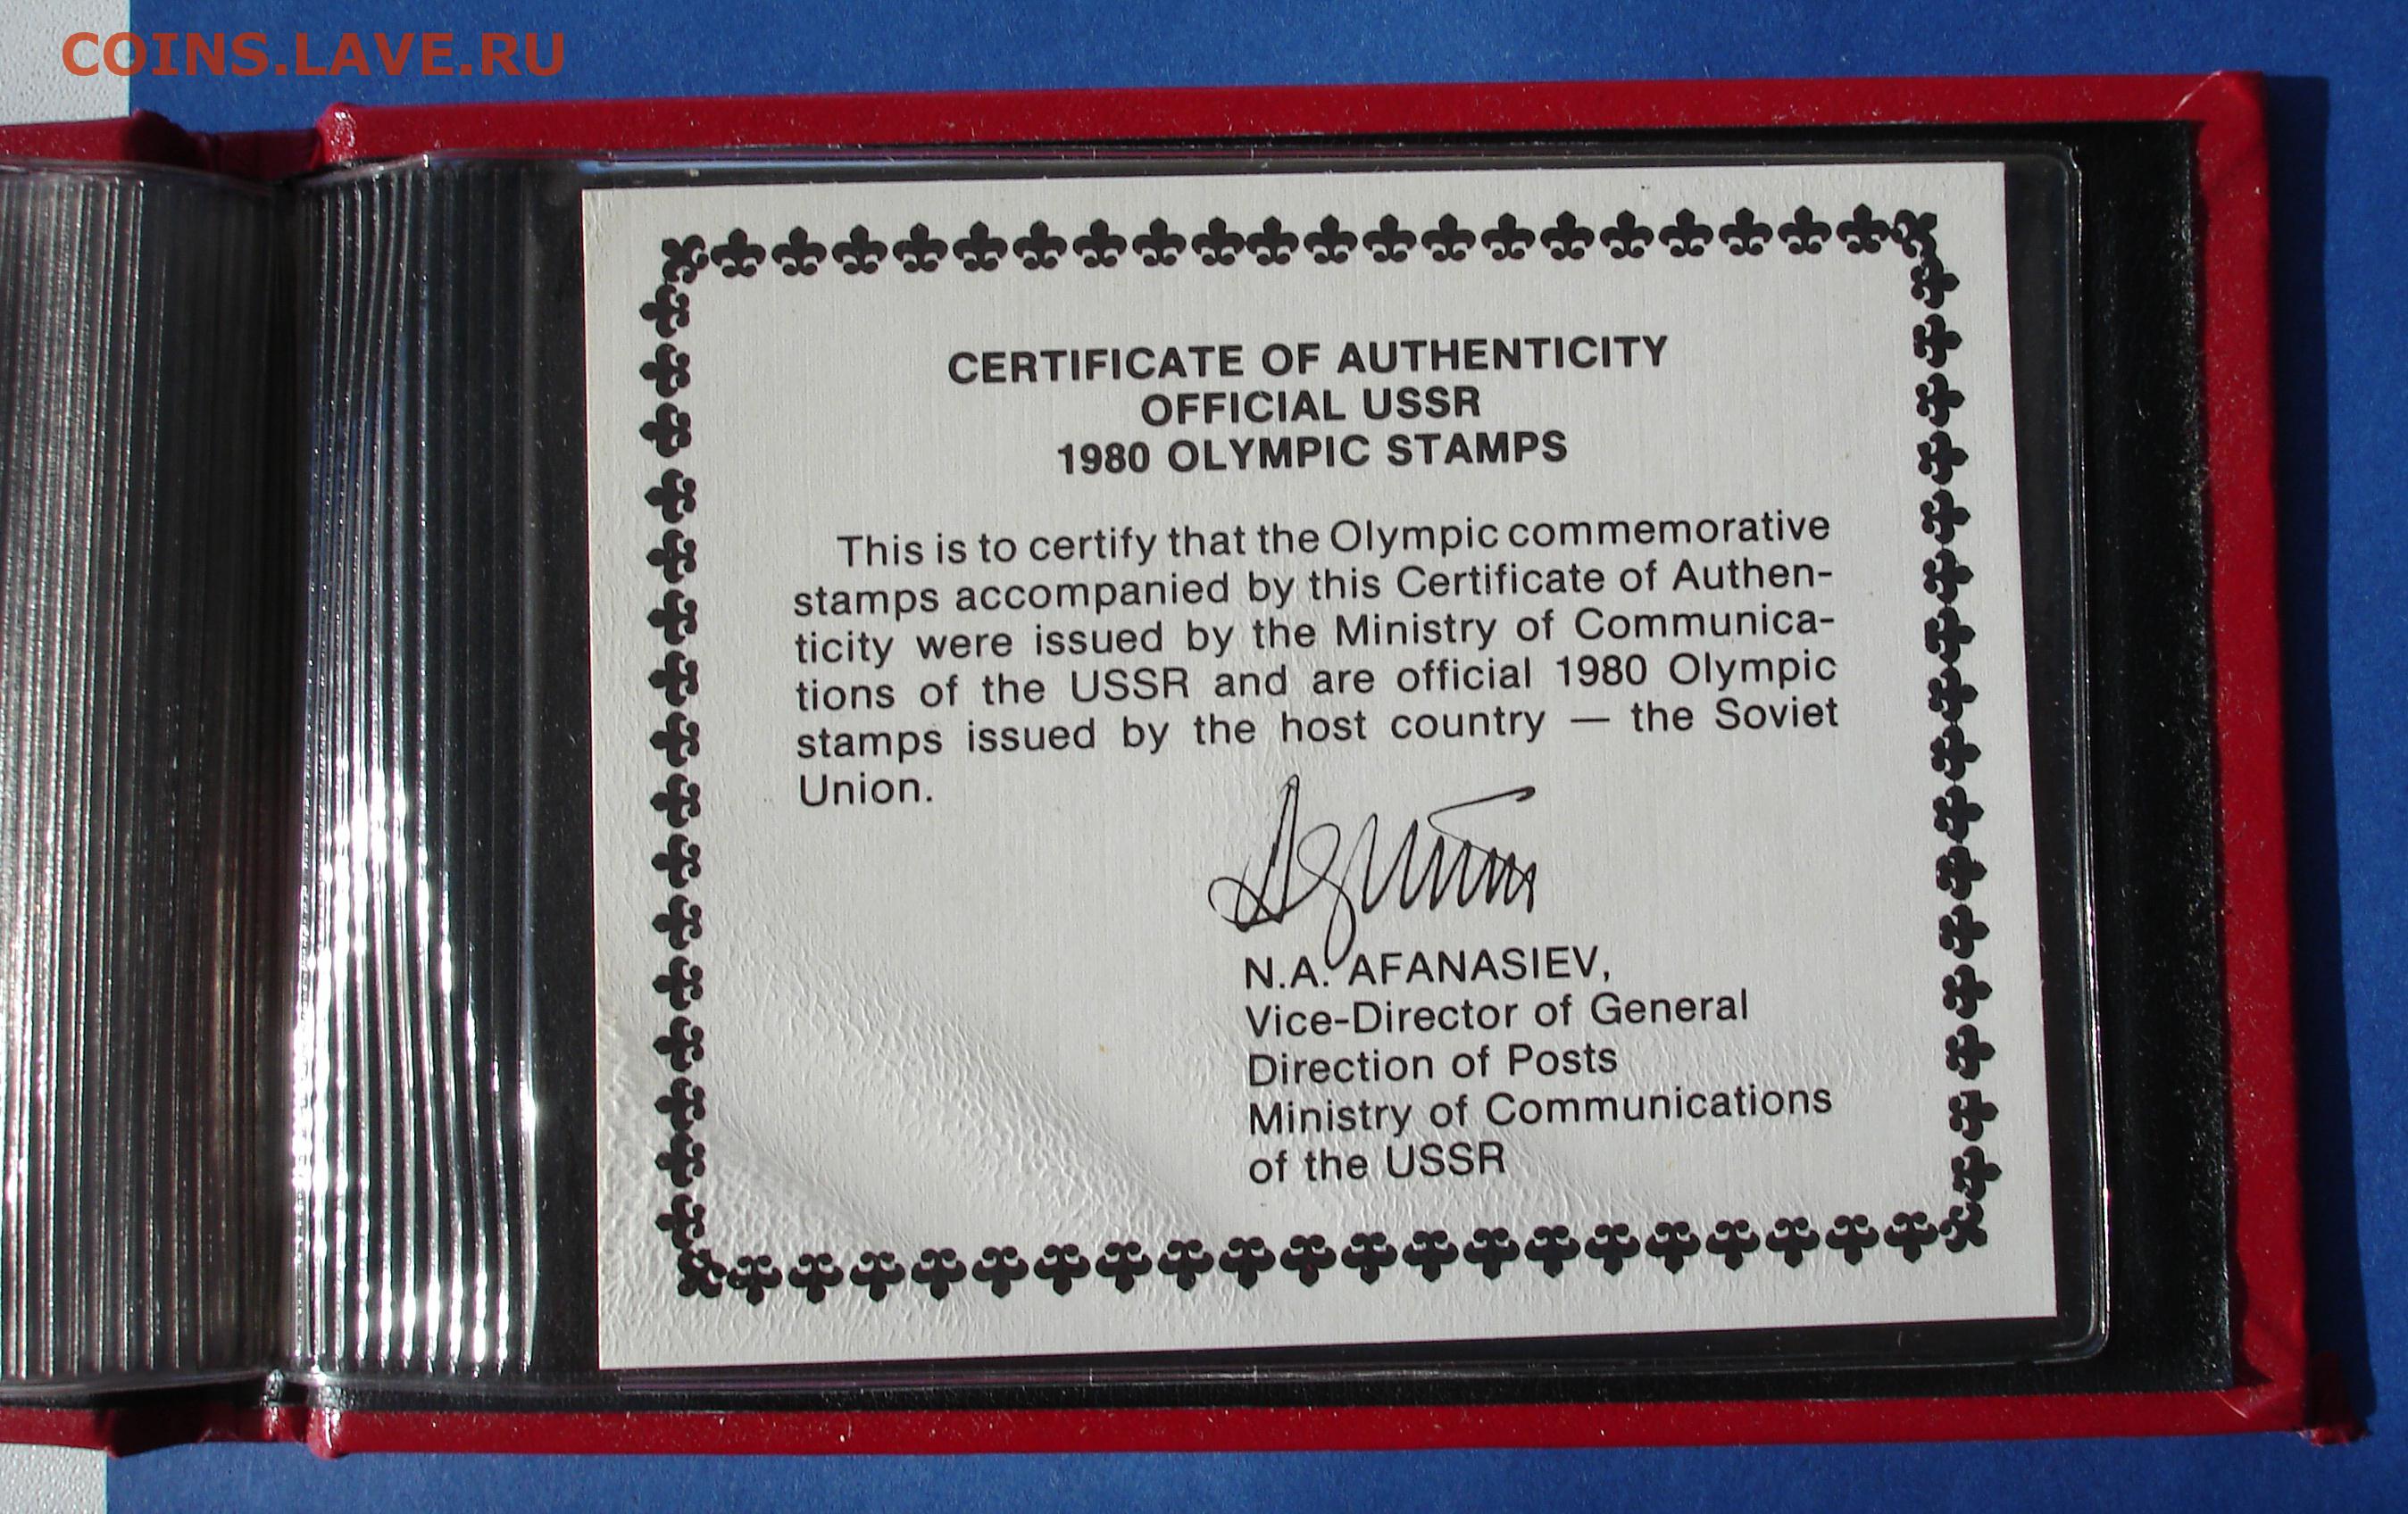 COINS.LAVE.RU
CERTIFICATE OF AUTHENTICITY
OFFICIAL USSR
1980 OLYMPIC STAMPS
This is to certify that the Olympic commemorative
stamps accompanied by this Certificate of Authen-
ticity were issued by the Ministry of Communica-
tions of the USSR and are official 1980 Olympic
stamps issued by the host country — the Soviet
Union.
N.A. AFANASIEV,
Vice-Director of General
Direction of Posts
Ministry of Communications
of the USSR